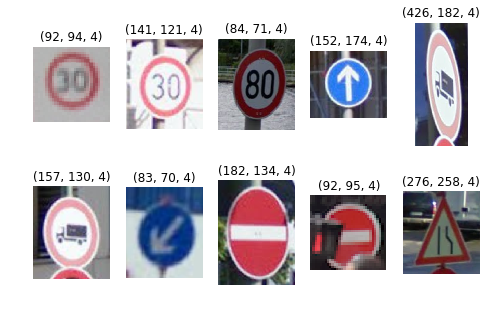 (92, 94, 4)
(141, 121, 4)
(84, 71, 4)
(152, 174, 4)
(426, 182, 4)
30
30
80
(157, 130, 4)
(83, 70, 4)
(182, 134, 4)
(92, 95, 4)
(276, 258, 4)